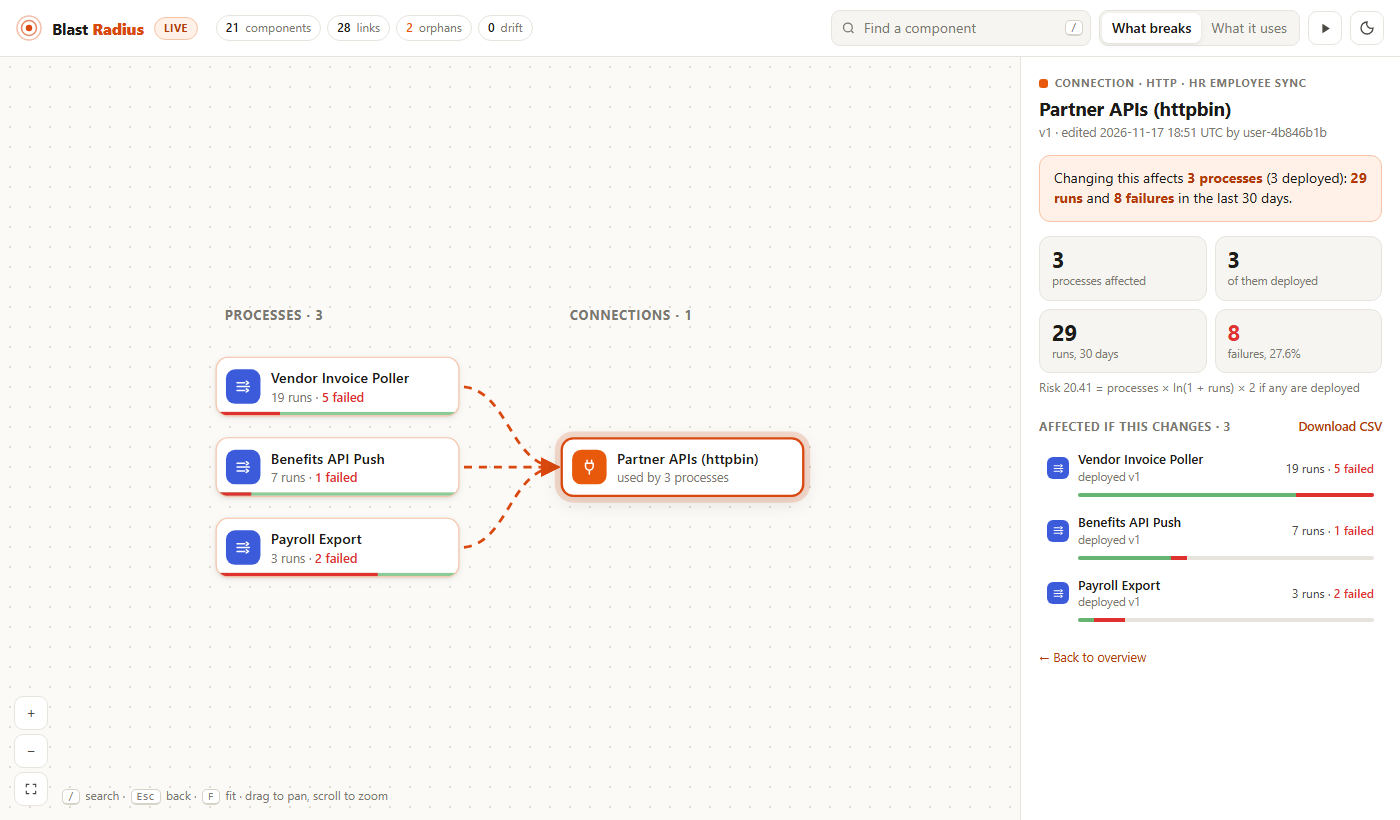 Blast Radius LIVE 21 components 28 links 2 orphans 0 drift Find a component / What breaks What it uses
CONNECTION · HTTP · HR EMPLOYEE SYNC
Partner APIs (httpbin)
v1 · edited 2026-11-17 18:51 UTC by user-4b846b1b
Changing this affects 3 processes (3 deployed): 29
runs and 8 failures in the last 30 days.
3
processes affected
3
of them deployed
29
runs, 30 days
8
failures, 27.6%
Risk 20.41 = processes × ln(1 + runs) × 2 if any are deployed
AFFECTED IF THIS CHANGES · 3 Download CSV
Vendor Invoice Poller
deployed v1
19 runs · 5 failed
Benefits API Push
deployed v1
7 runs · 1 failed
Payroll Export
deployed v1
3 runs · 2 failed
← Back to overview
PROCESSES · 3
CONNECTIONS · 1
Vendor Invoice Poller
19 runs · 5 failed
Benefits API Push
7 runs · 1 failed
Payroll Export
3 runs · 2 failed
Partner APIs (httpbin)
used by 3 processes
+
−
/ search · Esc back · F fit · drag to pan, scroll to zoom